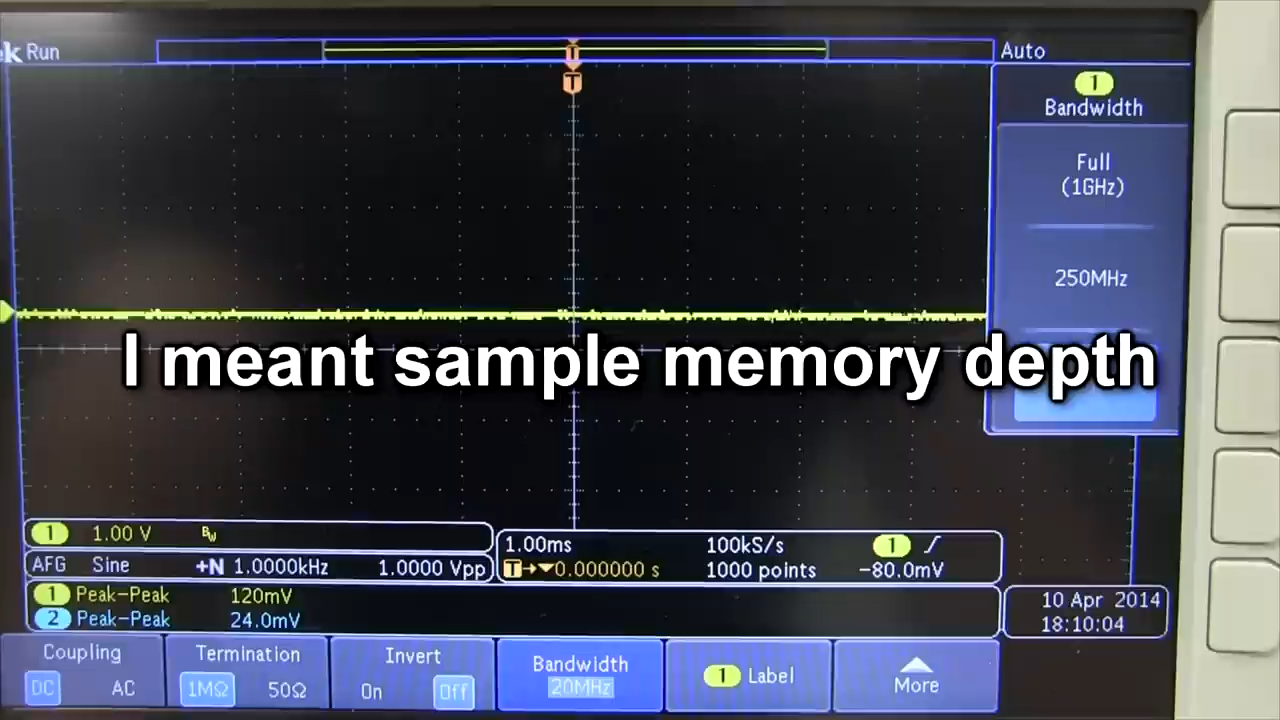 k Run
Auto
T
T
1
Bandwidth
Full
(1GHz)
250MHz
I meant sample memory depth
1 1.00 V BW
AFG Sine +N 1.0000kHz 1.0000 Vpp
1.00ms 100kS/s 1 ⌠
T→▼0.000000 s 1000 points -80.0mV
1 Peak-Peak 120mV
2 Peak-Peak 24.0mV
10 Apr 2014
18:10:04
Coupling
DC AC
Termination
1MΩ 50Ω
Invert
On Off
Bandwidth
20MHz
1 Label
More